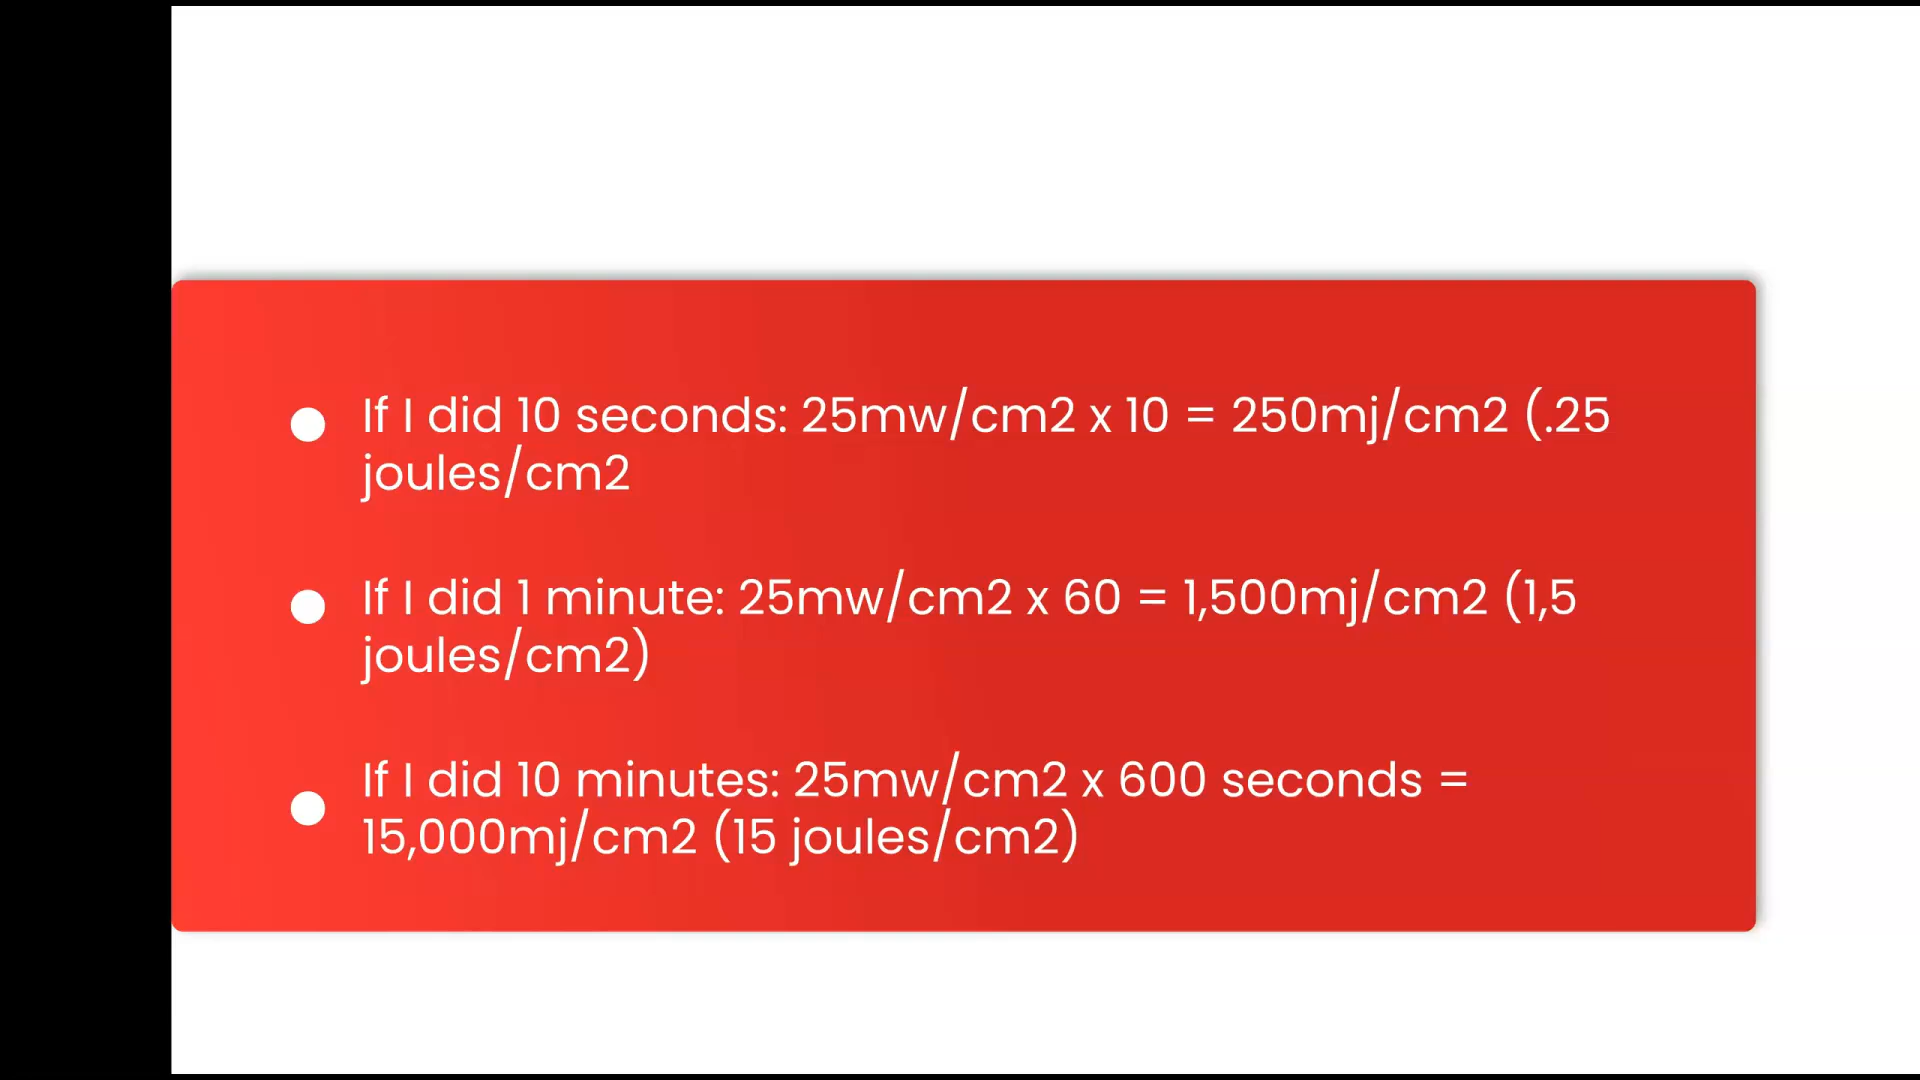 If I did 10 seconds: 25mw/cm2 x 10 = 250mj/cm2 (.25
joules/cm2
If I did 1 minute: 25mw/cm2 x 60 = 1,500mj/cm2 (1,5
joules/cm2)
If I did 10 minutes: 25mw/cm2 x 600 seconds =
15,000mj/cm2 (15 joules/cm2)